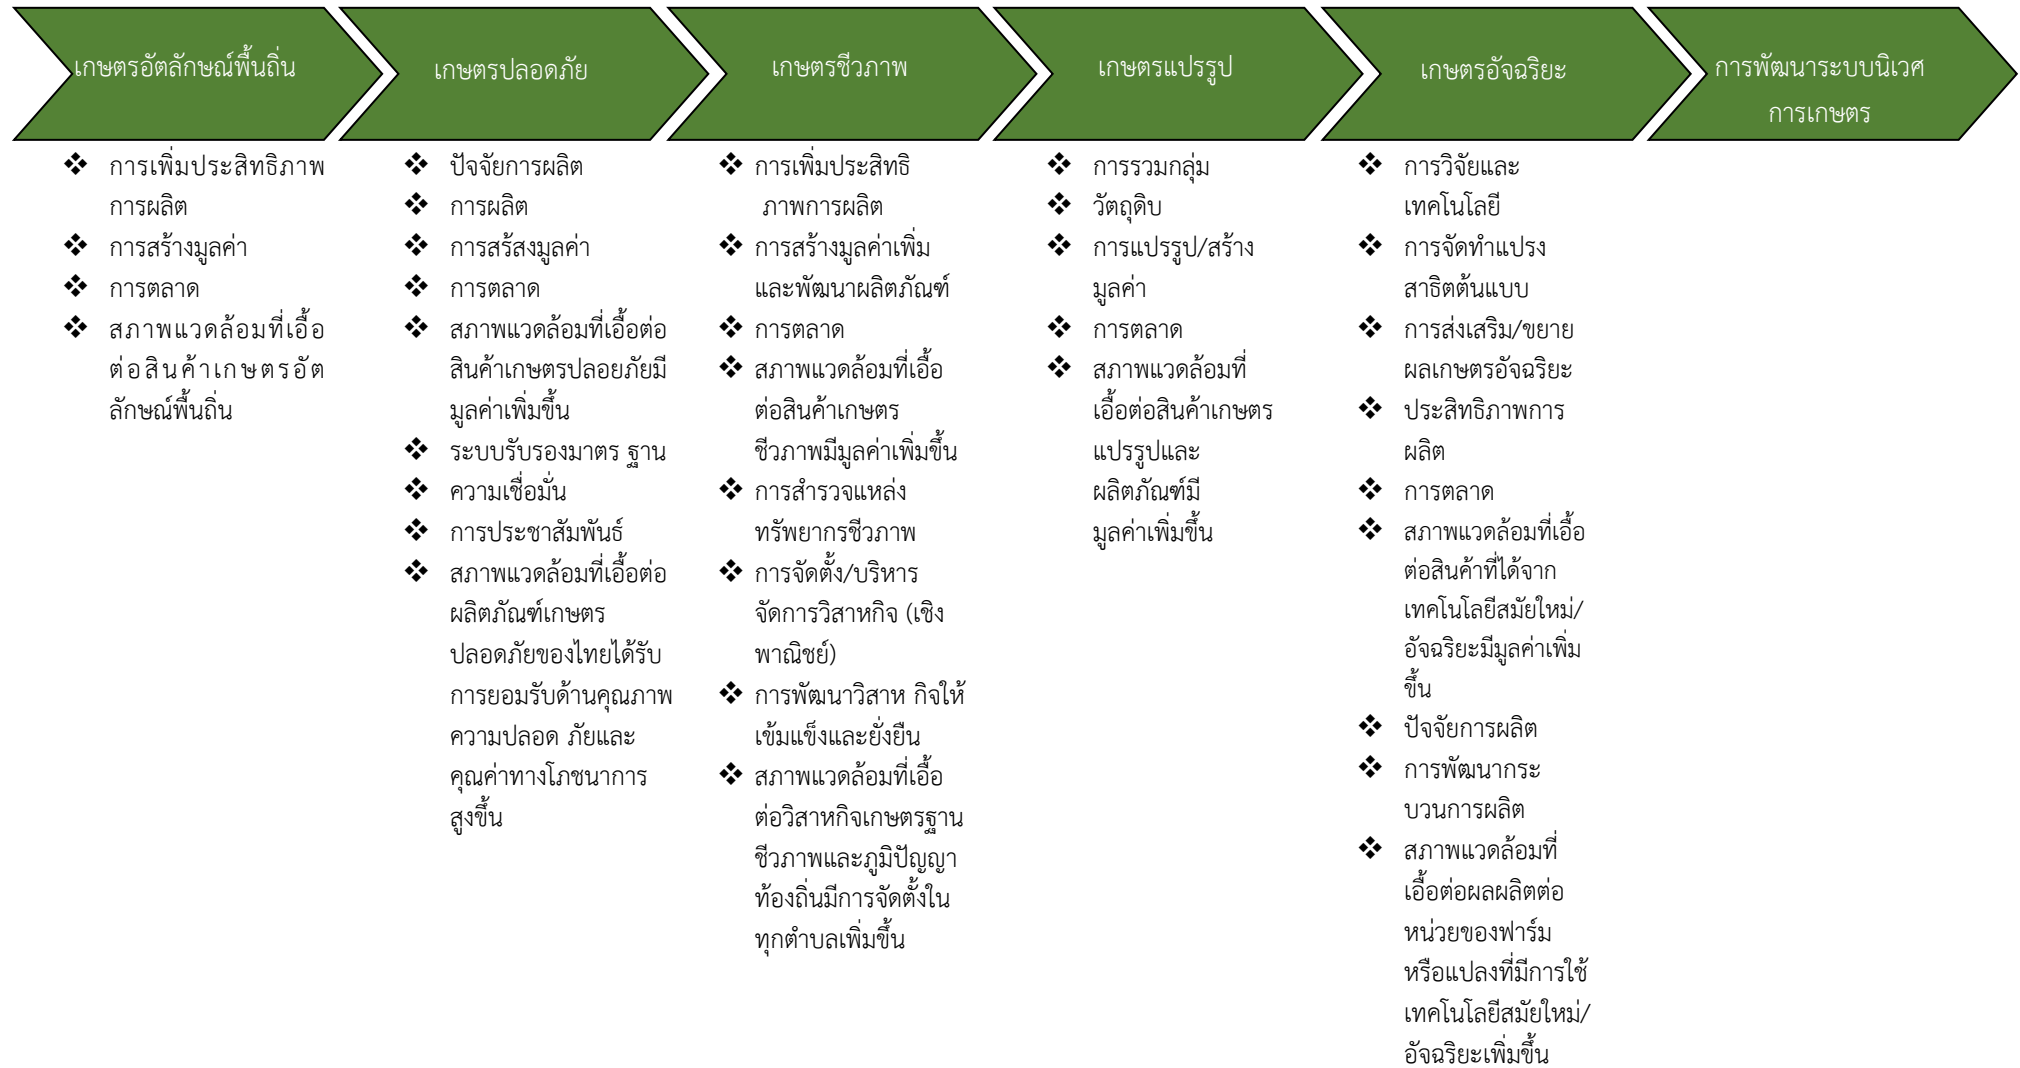 เกษตรอัตลักษณ์พื้นถิ่น
เกษตรปลอดภัย
เกษตรชีวภาพ
เกษตรแปรรูป
เกษตรอัจฉริยะ
การพัฒนาระบบนิเวศ
การเกษตร
❖ การเพิ่มประสิทธิภาพ
การผลิต
❖ การสร้างมูลค่า
❖ การตลาด
❖ สภาพแวดล้อมที่เอื้อ
ต่อสินค้าเกษตรอัต
ลักษณ์พื้นถิ่น
❖ ปัจจัยการผลิต
❖ การผลิต
❖ การสร้สงมูลค่า
❖ การตลาด
❖ สภาพแวดล้อมที่เอื้อต่อ
สินค้าเกษตรปลอยภัยมี
มูลค่าเพิ่มขึ้น
❖ ระบบรับรองมาตร ฐาน
❖ ความเชื่อมั่น
❖ การประชาสัมพันธ์
❖ สภาพแวดล้อมที่เอื้อต่อ
ผลิตภัณฑ์เกษตร
ปลอดภัยของไทยได้รับ
การยอมรับด้านคุณภาพ
ความปลอด ภัยและ
คุณค่าทางโภชนาการ
สูงขึ้น
❖ การเพิ่มประสิทธิ
ภาพการผลิต
❖ การสร้างมูลค่าเพิ่ม
และพัฒนาผลิตภัณฑ์
❖ การตลาด
❖ สภาพแวดล้อมที่เอื้อ
ต่อสินค้าเกษตร
ชีวภาพมีมูลค่าเพิ่มขึ้น
❖ การสำรวจแหล่ง
ทรัพยากรชีวภาพ
❖ การจัดตั้ง/บริหาร
จัดการวิสาหกิจ (เชิง
พาณิชย์)
❖ การพัฒนาวิสาห กิจให้
เข้มแข็งและยั่งยืน
❖ สภาพแวดล้อมที่เอื้อ
ต่อวิสาหกิจเกษตรฐาน
ชีวภาพและภูมิปัญญา
ท้องถิ่นมีการจัดตั้งใน
ทุกตำบลเพิ่มขึ้น
❖ การรวมกลุ่ม
❖ วัตถุดิบ
❖ การแปรรูป/สร้าง
มูลค่า
❖ การตลาด
❖ สภาพแวดล้อมที่
เอื้อต่อสินค้าเกษตร
แปรรูปและ
ผลิตภัณฑ์มี
มูลค่าเพิ่มขึ้น
❖ การวิจัยและ
เทคโนโลยี
❖ การจัดทำแปรง
สาธิตต้นแบบ
❖ การส่งเสริม/ขยาย
ผลเกษตรอัจฉริยะ
❖ ประสิทธิภาพการ
ผลิต
❖ การตลาด
❖ สภาพแวดล้อมที่เอื้อ
ต่อสินค้าที่ได้จาก
เทคโนโลยีสมัยใหม่/
อัจฉริยะมีมูลค่าเพิ่ม
ขึ้น
❖ ปัจจัยการผลิต
❖ การพัฒนากระ
บวนการผลิต
❖ สภาพแวดล้อมที่
เอื้อต่อผลผลิตต่อ
หน่วยของฟาร์ม
หรือแปลงที่มีการใช้
เทคโนโลยีสมัยใหม่/
อัจฉริยะเพิ่มขึ้น